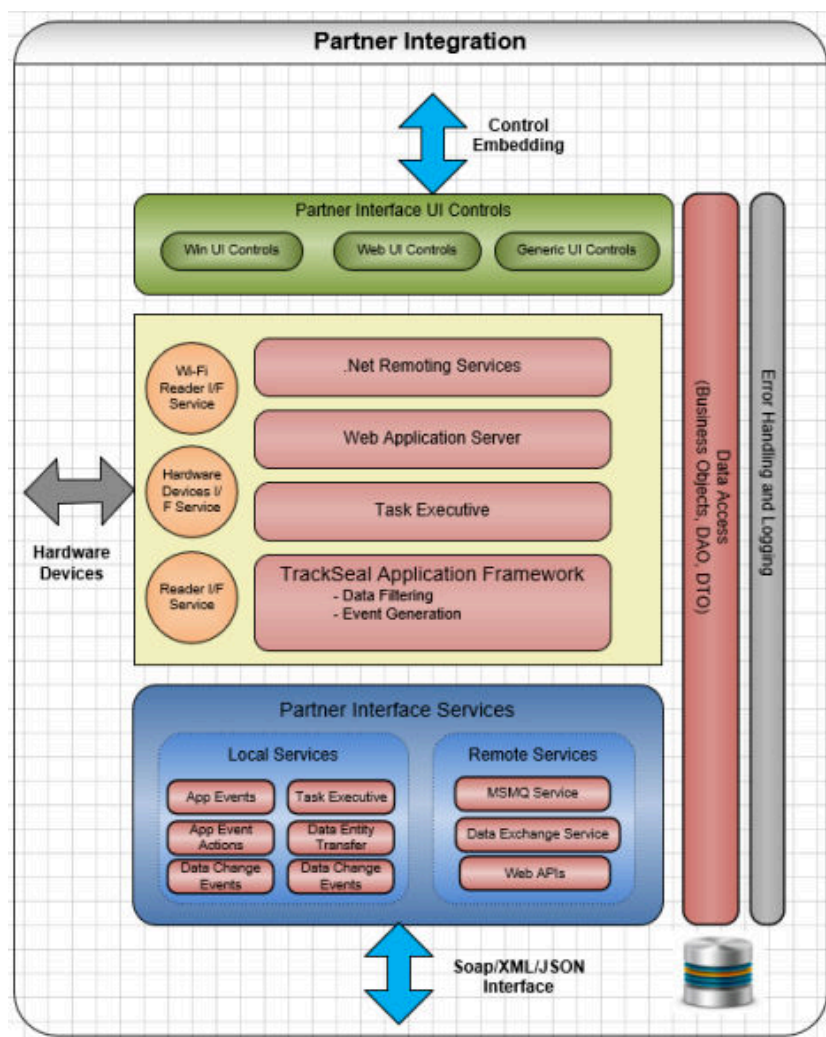 Partner Integration
Control
Embedding
Partner Interface UI Controls
Win UI Controls
Web UI Controls
Generic UI Controls
Wi-Fi
Reader I/F
Service
.Net Remoting Services
Web Application Server
Hardware
Devices I/
F Service
Task Executive
Hardware
Devices
Reader I/F
Service
TrackSeal Application Framework
- Data Filtering
- Event Generation
Data Access
(Business Objects, DAO, DTO)
Error Handling and Logging
Partner Interface Services
Local Services
Remote Services
App Events
Task Executive
MSMQ Service
App Event
Actions
Data Entity
Transfer
Data Exchange Service
Data Change
Events
Data Change
Events
Web APIs
Soap/XML/JSON
Interface